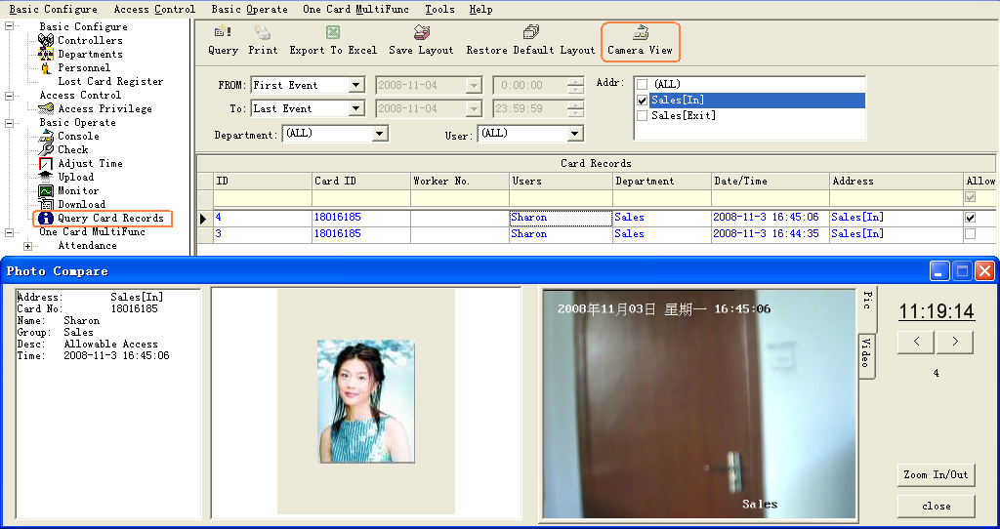 Basic Configure Access Control Basic Operate One Card MultiFunc Tools Help
Basic Configure
Controllers
Departments
Personnel
Lost Card Register
Access Control
Access Privilege
Basic Operate
Console
Check
Adjust Time
Upload
Monitor
Download
Query Card Records
One Card MultiFunc
Attendance
Query Print Export To Excel Save Layout Restore Default Layout Camera View
FROM: First Event 2008-11-04 0:00:00
To: Last Event 2008-11-04 23:59:59
Department: (ALL) User: (ALL)
Addr: (ALL)
Sales[In]
Sales[Exit]
Card Records
ID Card ID Worker No. Users Department Date/Time Address Allow
4 18016185 Sharon Sales 2008-11-3 16:45:06 Sales[In]
3 18016185 Sharon Sales 2008-11-3 16:44:35 Sales[In]
Photo Compare
Address: Sales[In]
Card No: 18016185
Name: Sharon
Group: Sales
Desc: Allowable Access
Time: 2008-11-3 16:45:06
2008年11月03日 星期一 16:45:06
Sales
Pic
Video
11:19:14
< >
4
Zoom In/Out
close